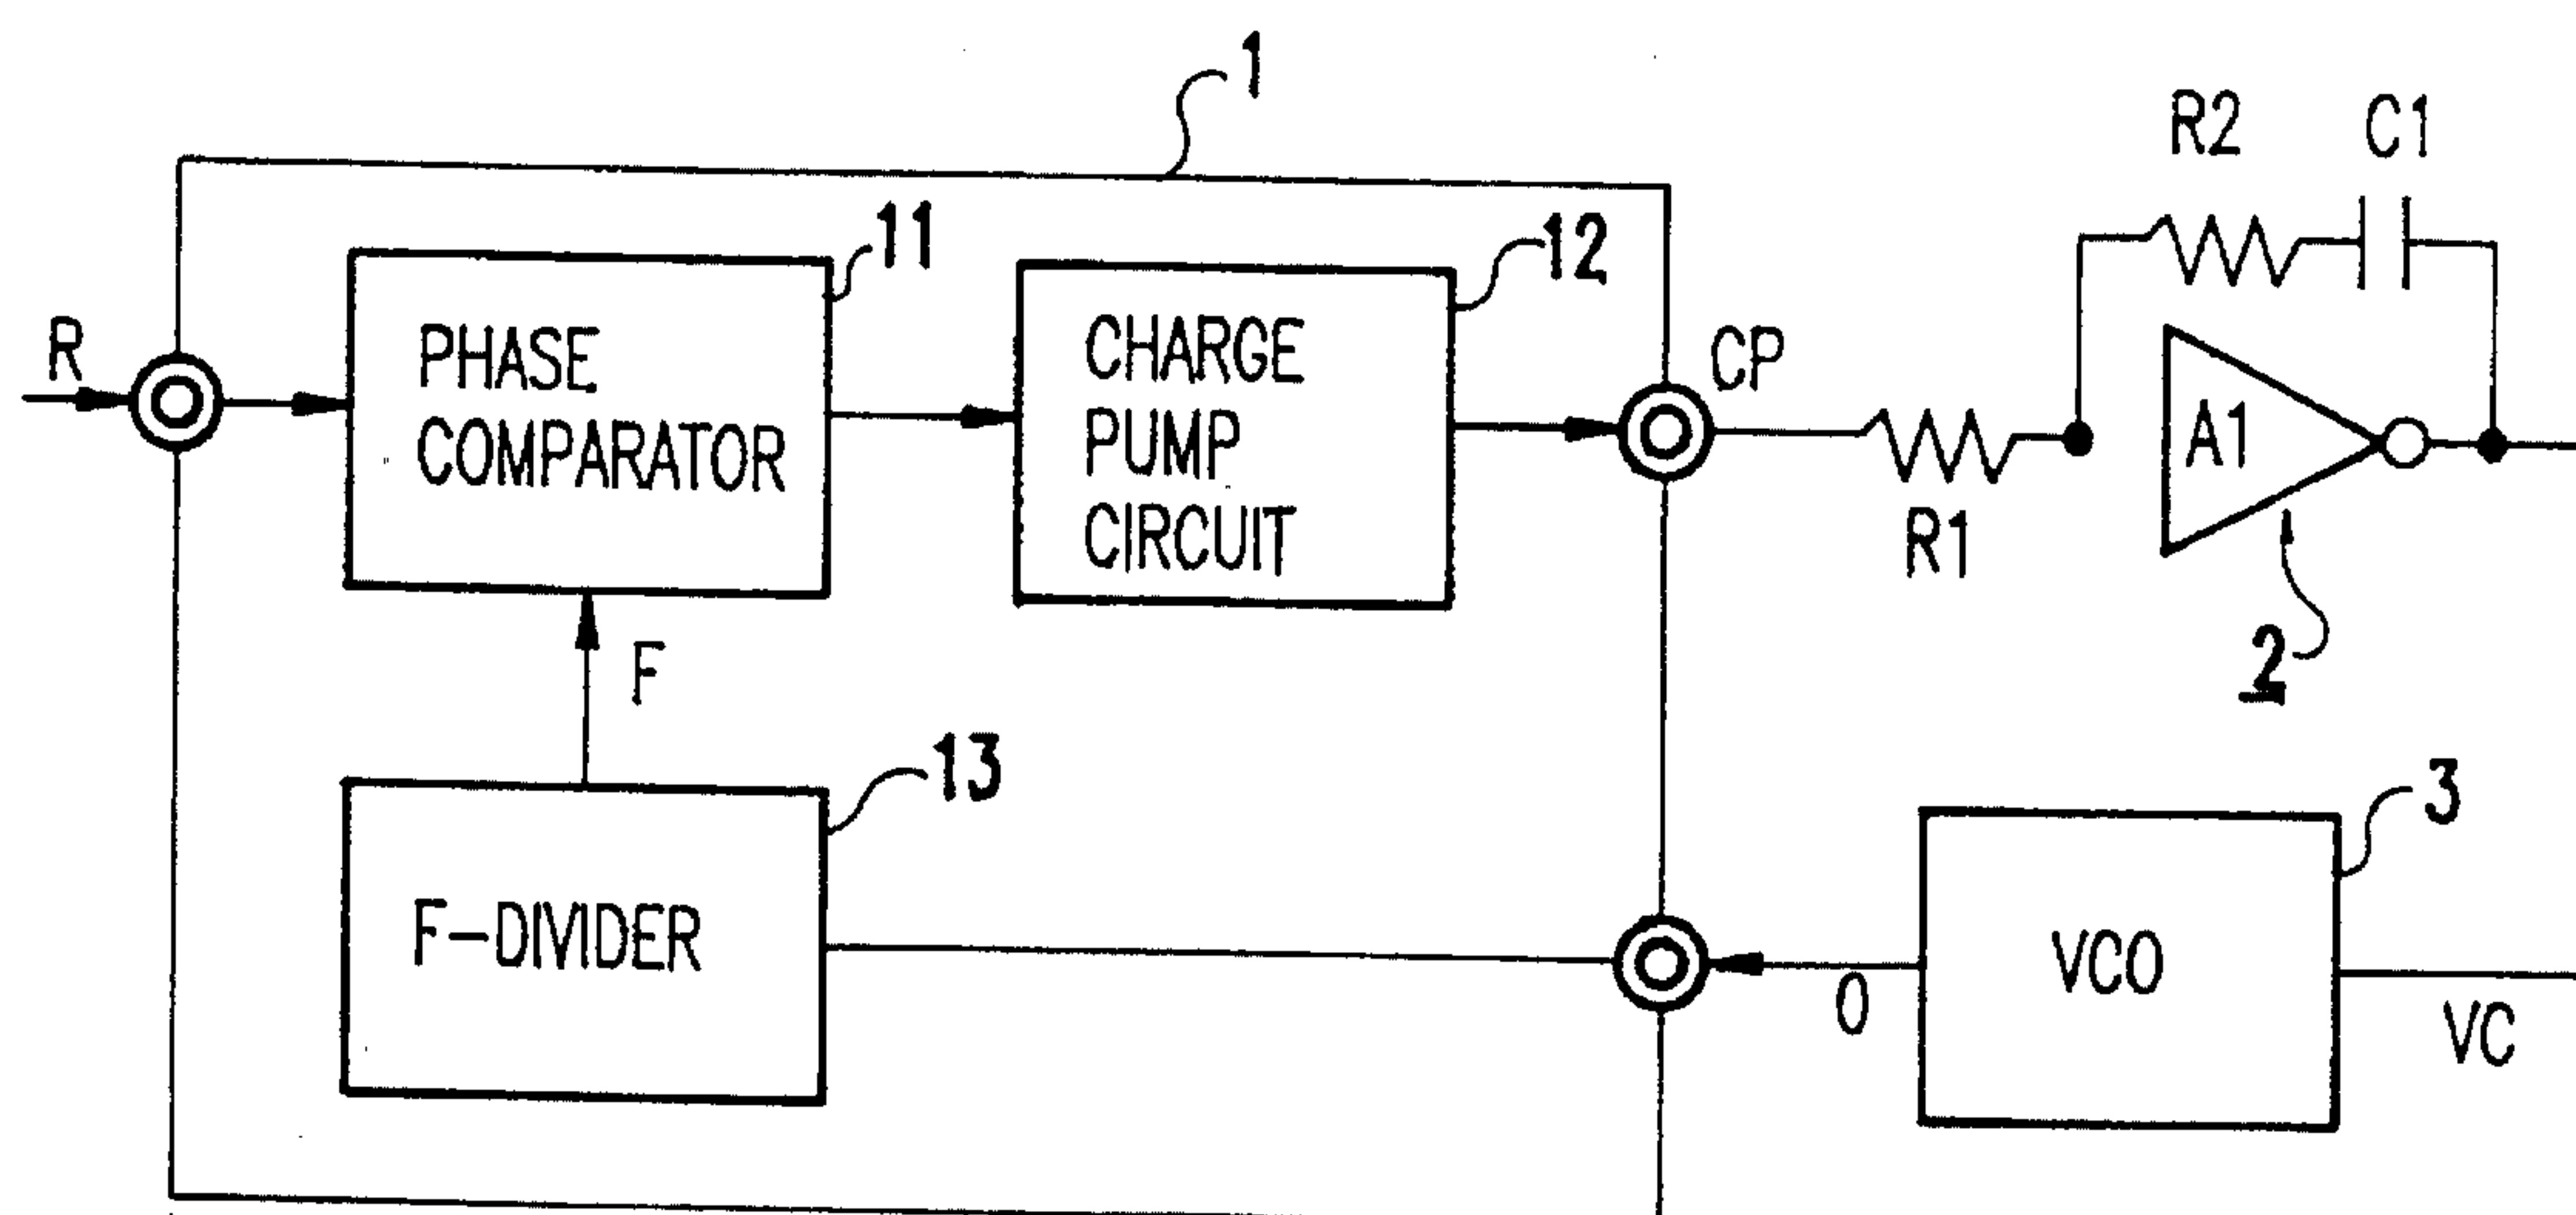 1
R2
C1
11
12
R
PHASE
COMPARATOR
CHARGE
PUMP
CIRCUIT
CP
A1
R1
F
2
13
3
F-DIVIDER
VCO
O
VC